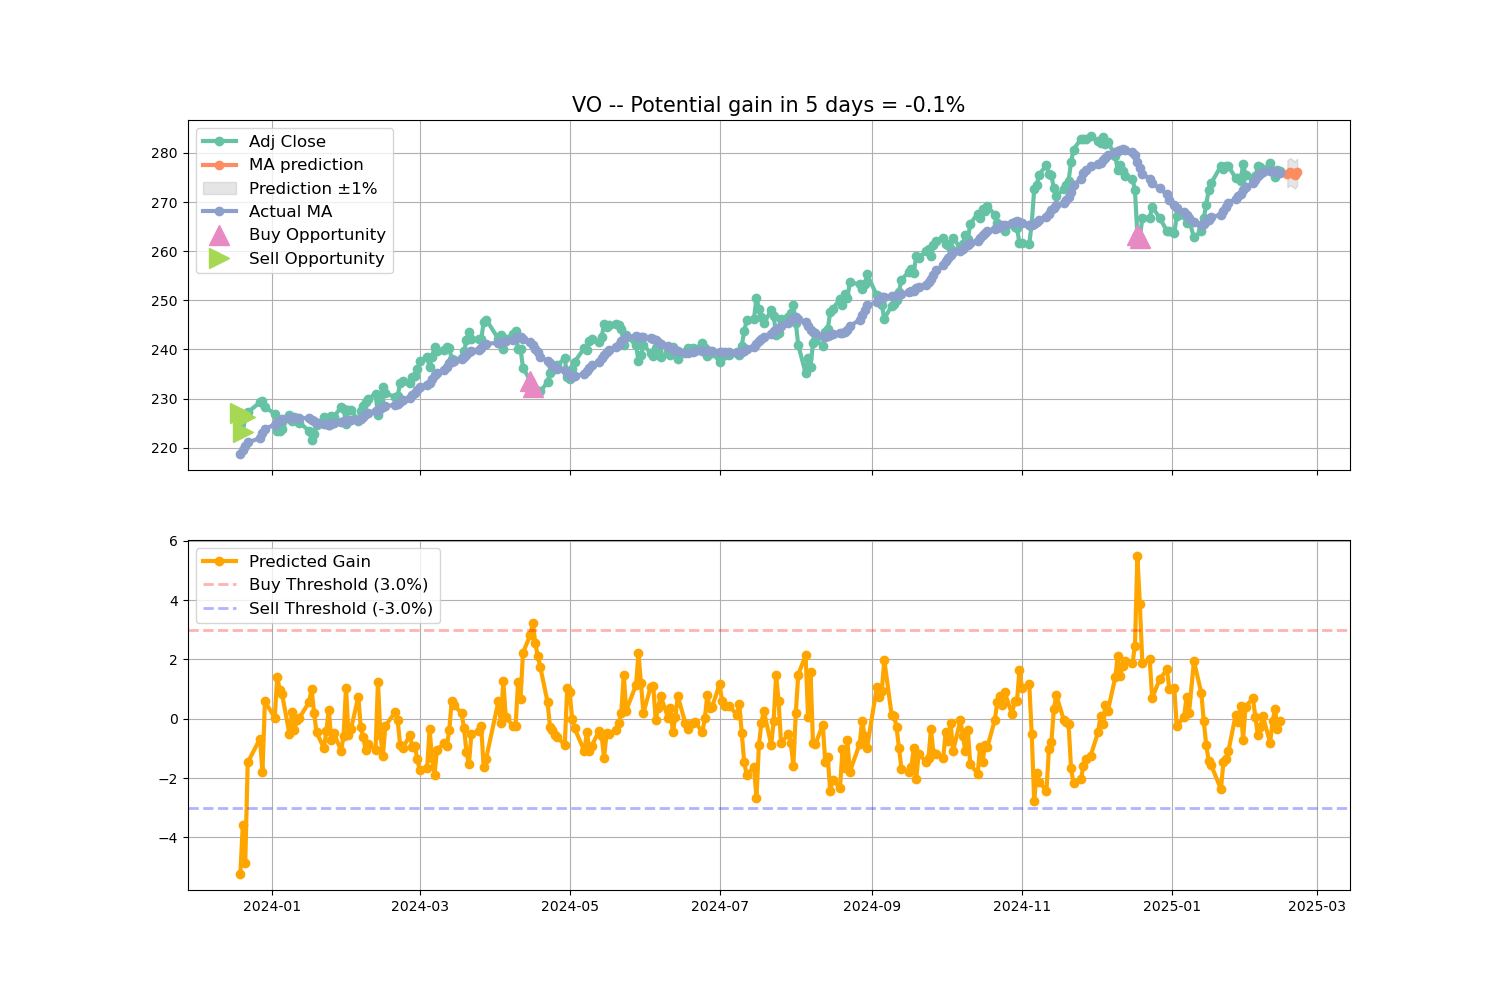 VO -- Potential gain in 5 days = -0.1%
Adj Close
MA prediction
Prediction ±1%
Actual MA
Buy Opportunity
Sell Opportunity
280
270
260
250
240
230
220
6
4
2
0
−2
−4
Predicted Gain
Buy Threshold (3.0%)
Sell Threshold (-3.0%)
2024-01 2024-03 2024-05 2024-07 2024-09 2024-11 2025-01 2025-03